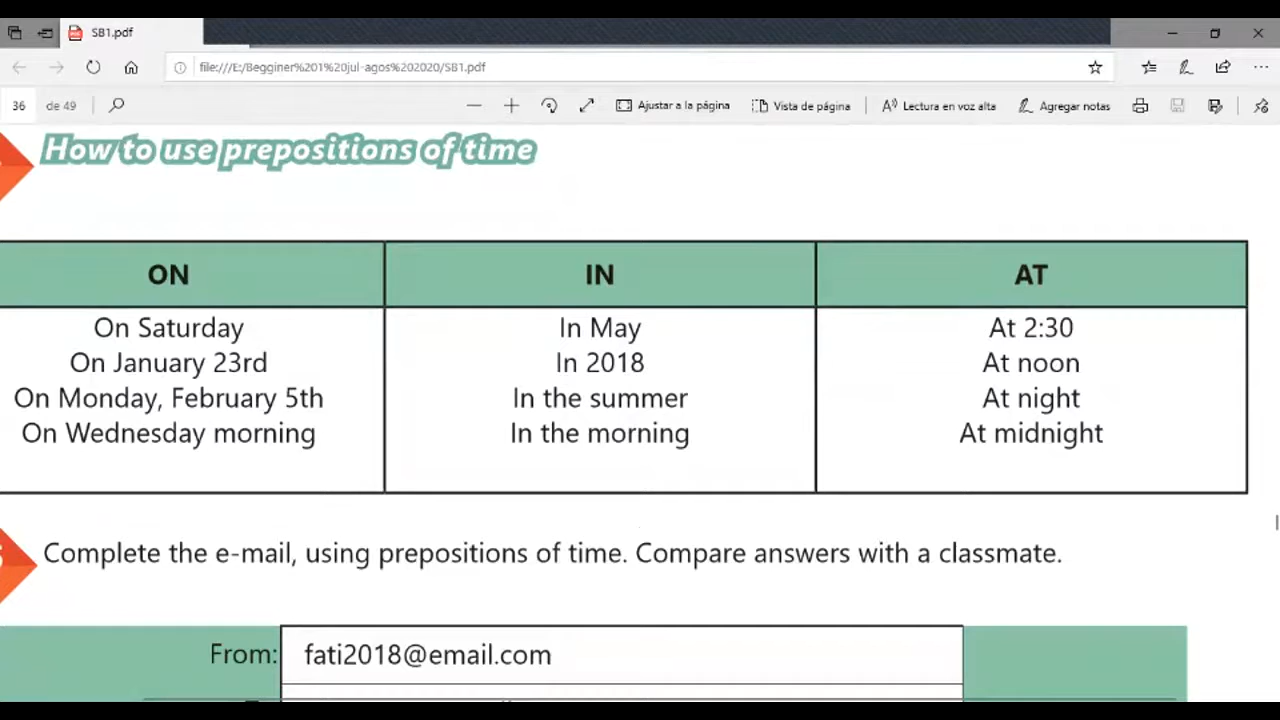 SB1.pdf
file:///E:/Begginer%201%20jul-agos%202020/SB1.pdf
36 de 49 Ajustar a la página Vista de página Lectura en voz alta Agregar notas
How to use prepositions of time
ON IN AT
On Saturday In May At 2:30
On January 23rd In 2018 At noon
On Monday, February 5th In the summer At night
On Wednesday morning In the morning At midnight
Complete the e-mail, using prepositions of time. Compare answers with a classmate.
From: fati2018@email.com